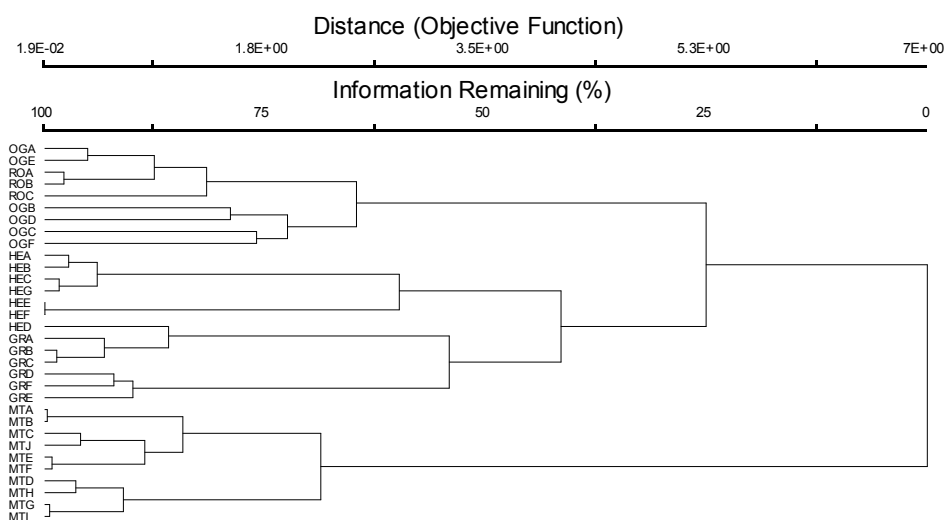 Distance (Objective Function)
1.9E-02 1.8E+00 3.5E+00 5.3E+00 7E+00
Information Remaining (%)
100 75 50 25 0
OGA
OGE
ROA
ROB
ROC
OGB
OGD
OGC
OGF
HEA
HEB
HEC
HEG
HEE
HEF
HED
GRA
GRB
GRC
GRD
GRF
GRE
MTA
MTB
MTC
MTJ
MTE
MTF
MTD
MTH
MTG